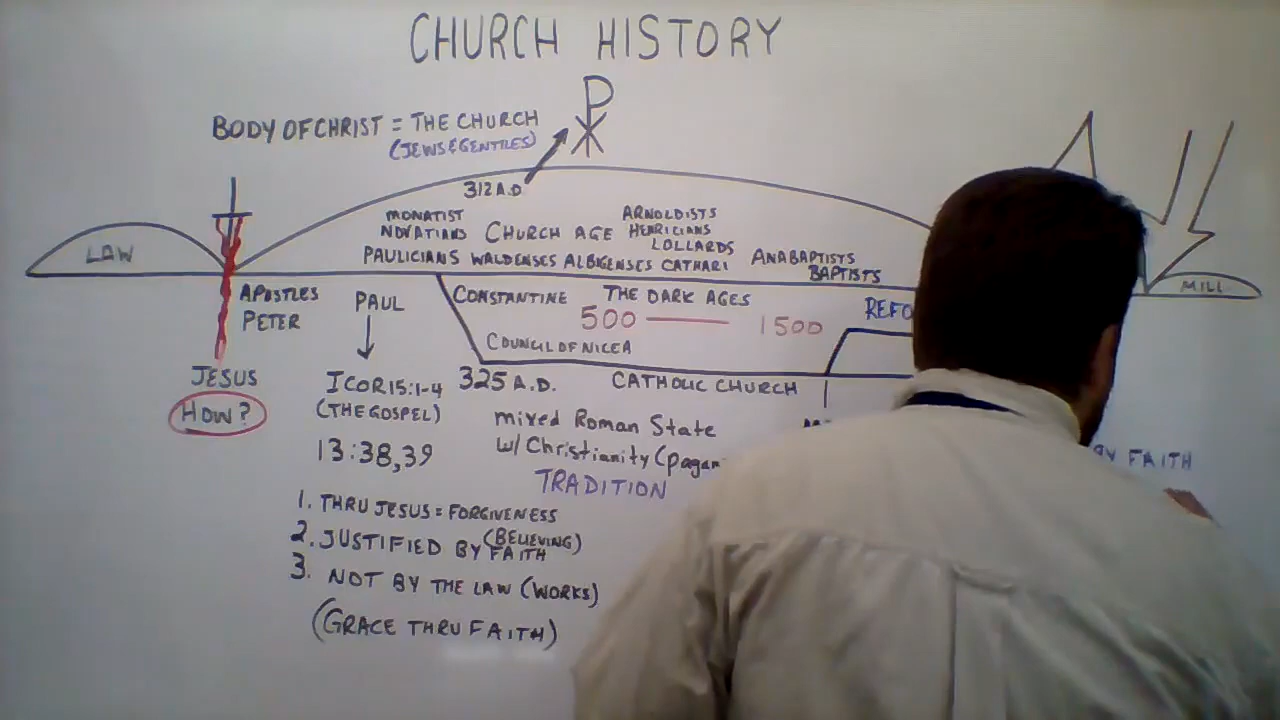 CHURCH HISTORY
BODY OF CHRIST = THE CHURCH
(JEWS & GENTILES)
312 A.D.
MONATIST
NOVATIANS
CHURCH AGE
ARNOLDISTS
HENRICIANS
LOLLARDS
PAULICIANS WALDENSES ALBIGENSES CATHARI
ANABAPTISTS
BAPTISTS
LAW
MILL
APOSTLES
PETER
PAUL
CONSTANTINE
THE DARK AGES
500 — 1500
REFO
COUNCIL OF NICEA
325 A.D.
CATHOLIC CHURCH
JESUS
HOW?
I COR 15:1-4
(THE GOSPEL)
13:38,39
mixed Roman State
w/ Christianity (pagan
TRADITION
BY FAITH
1. THRU JESUS = FORGIVENESS
2. JUSTIFIED BY FAITH
(BELIEVING)
3. NOT BY THE LAW (WORKS)
(GRACE THRU FAITH)